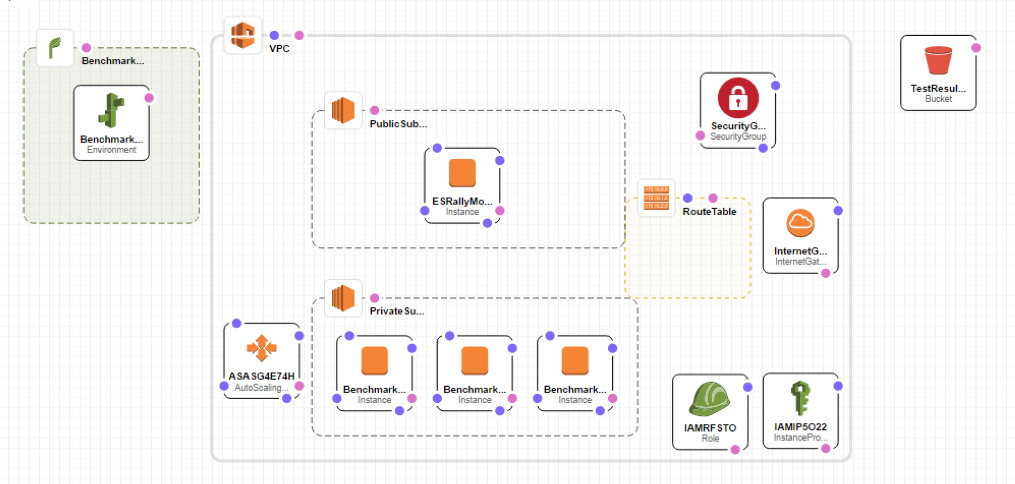 VPC
Benchmark...
Benchmark...
Environment
PublicSub...
ESRallyMo...
Instance
SecurityG...
SecurityGroup
TestResul...
Bucket
RouteTable
InternetG...
InternetGat...
PrivateSu...
ASASG4E74H
AutoScaling...
Benchmark...
Instance
Benchmark...
Instance
Benchmark...
Instance
IAMRFSTO
Role
IAMIP5O22
InstancePro...